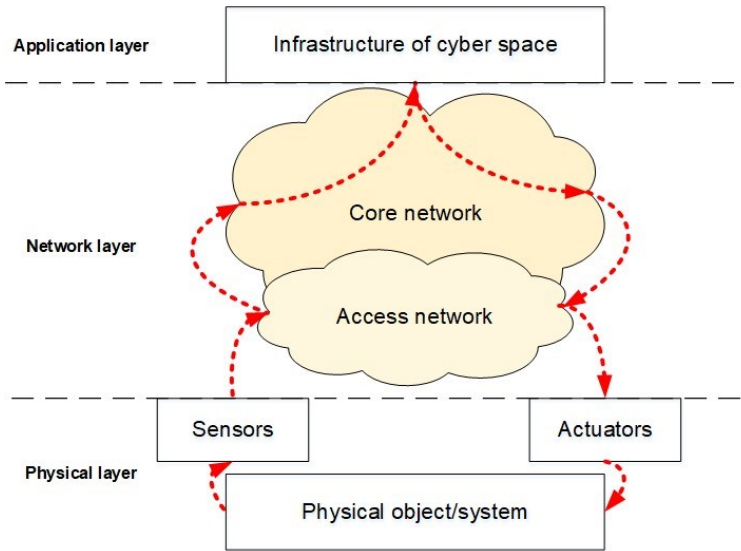 Application layer
Infrastructure of cyber space
Core network
Network layer
Access network
Sensors
Actuators
Physical layer
Physical object/system